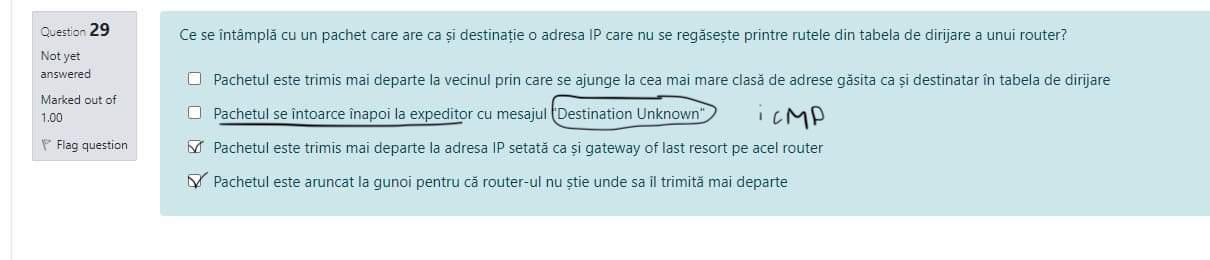 Question 29
Not yet
answered
Marked out of
1.00
Flag question
Ce se întâmplă cu un pachet care are ca și destinație o adresa IP care nu se regăsește printre rutele din tabela de dirijare a unui router?
Pachetul este trimis mai departe la vecinul prin care se ajunge la cea mai mare clasă de adrese găsita ca și destinatar în tabela de dirijare
Pachetul se întoarce înapoi la expeditor cu mesajul "Destination Unknown" icMP
Pachetul este trimis mai departe la adresa IP setată ca și gateway of last resort pe acel router
Pachetul este aruncat la gunoi pentru că router-ul nu știe unde sa îl trimită mai departe